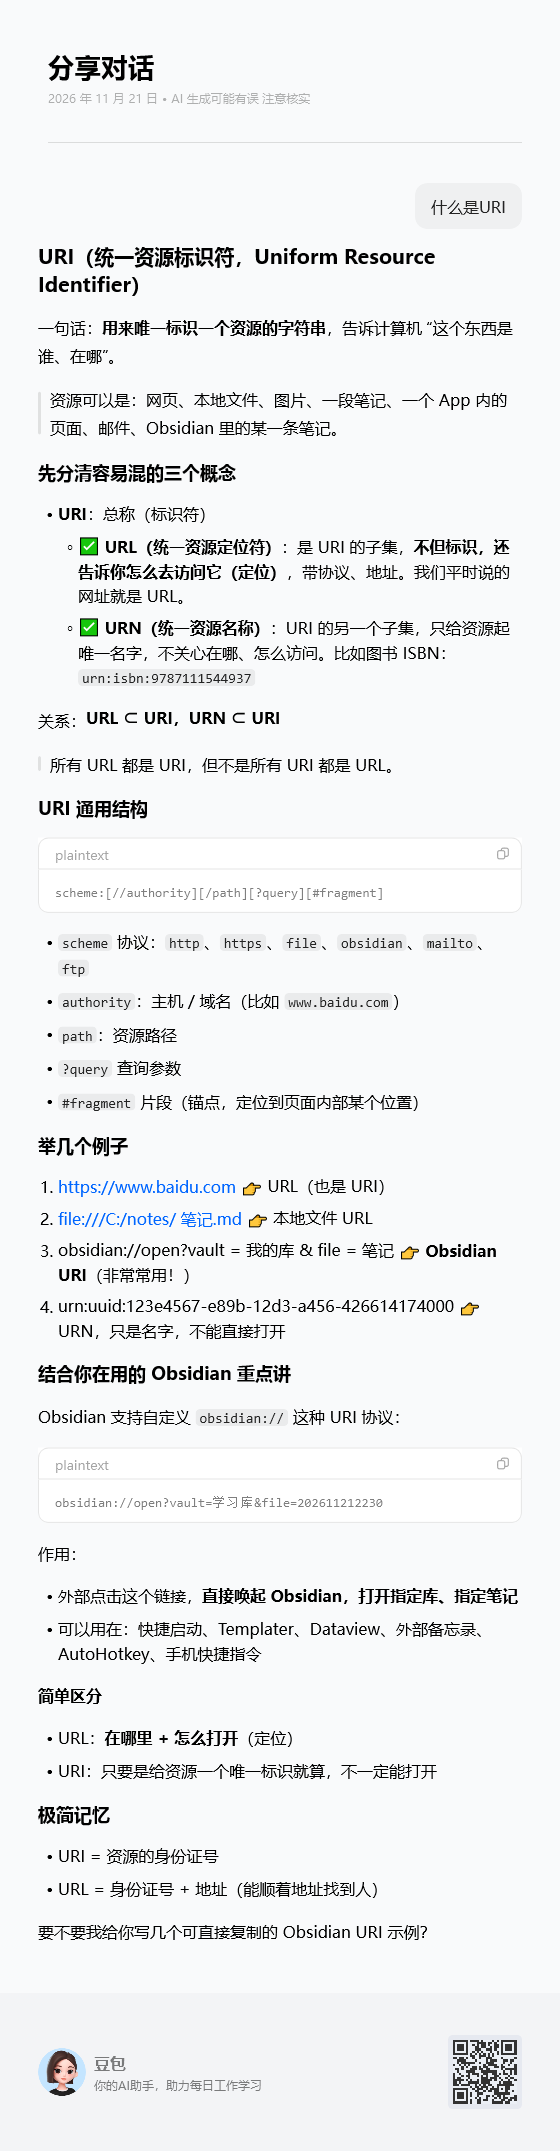 分享对话
2026 年 11 月 21 日 • AI 生成可能有误 注意核实
什么是URI
URI（统一资源标识符，Uniform Resource
Identifier）
一句话：用来唯一标识一个资源的字符串，告诉计算机 “这个东西是
谁、在哪”。
资源可以是：网页、本地文件、图片、一段笔记、一个 App 内的
页面、邮件、Obsidian 里的某一条笔记。
先分清容易混的三个概念
• URI：总称（标识符）
◦ ✅ URL（统一资源定位符）：是 URI 的子集，不但标识，还
告诉你怎么去访问它（定位），带协议、地址。我们平时说的
网址就是 URL。
◦ ✅ URN（统一资源名称）：URI 的另一个子集，只给资源起
唯一名字，不关心在哪、怎么访问。比如图书 ISBN：
urn:isbn:9787111544937
关系：URL ⊂ URI，URN ⊂ URI
所有 URL 都是 URI，但不是所有 URI 都是 URL。
URI 通用结构
plaintext
scheme:[//authority][/path][?query][#fragment]
• scheme 协议：http、https、file、obsidian、mailto、
ftp
• authority：主机 / 域名（比如 www.baidu.com）
• path：资源路径
• ?query 查询参数
• #fragment 片段（锚点，定位到页面内部某个位置）
举几个例子
1. https://www.baidu.com 👉 URL（也是 URI）
2. file:///C:/notes/ 笔记.md 👉 本地文件 URL
3. obsidian://open?vault = 我的库 & file = 笔记 👉 Obsidian
URI（非常常用！）
4. urn:uuid:123e4567-e89b-12d3-a456-426614174000 👉
URN，只是名字，不能直接打开
结合你在用的 Obsidian 重点讲
Obsidian 支持自定义 obsidian:// 这种 URI 协议：
plaintext
obsidian://open?vault=学习库&file=202611212230
作用：
• 外部点击这个链接，直接唤起 Obsidian，打开指定库、指定笔记
• 可以用在：快捷启动、Templater、Dataview、外部备忘录、
AutoHotkey、手机快捷指令
简单区分
• URL：在哪里 + 怎么打开（定位）
• URI：只要是给资源一个唯一标识就算，不一定能打开
极简记忆
• URI = 资源的身份证号
• URL = 身份证号 + 地址（能顺着地址找到人）
要不要我给你写几个可直接复制的 Obsidian URI 示例？
豆包
你的AI助手，助力每日工作学习